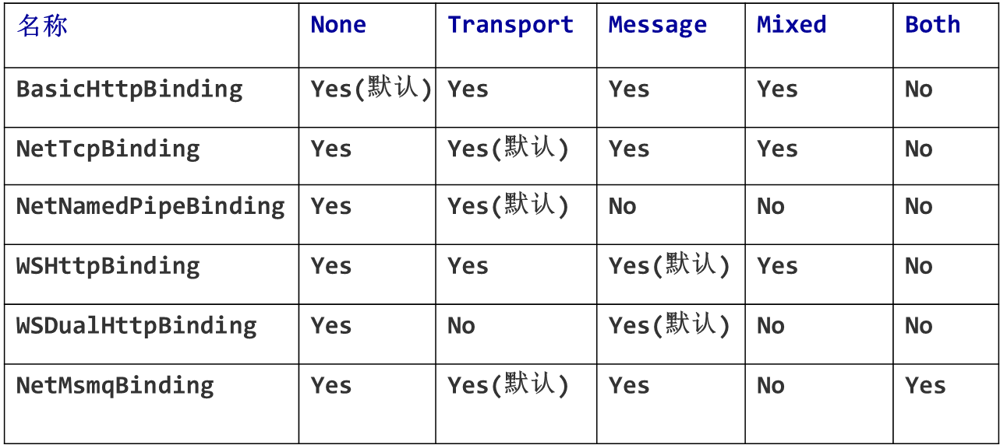 名称 None Transport Message Mixed Both
BasicHttpBinding Yes(默认) Yes Yes Yes No
NetTcpBinding Yes Yes(默认) Yes Yes No
NetNamedPipeBinding Yes Yes(默认) No No No
WSHttpBinding Yes Yes Yes(默认) Yes No
WSDualHttpBinding Yes No Yes(默认) No No
NetMsmqBinding Yes Yes(默认) Yes No Yes